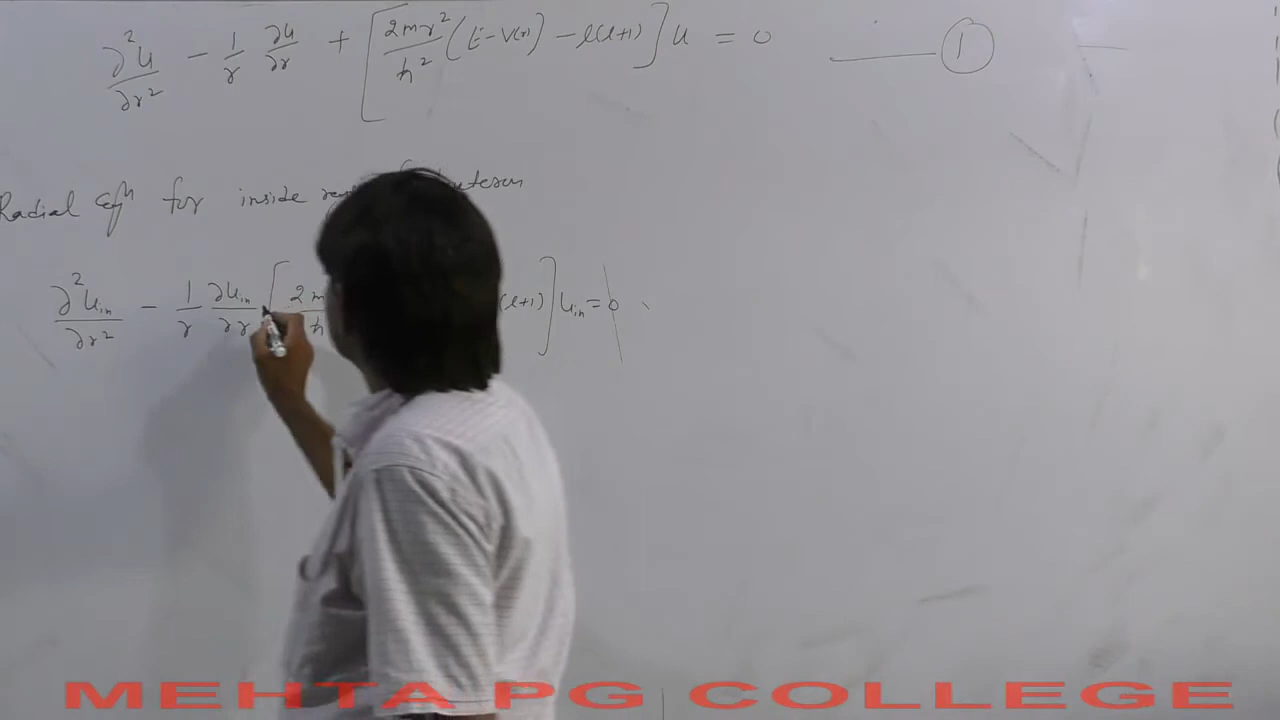 ∂²u/∂r² − 1/r ∂u/∂r + [2mr²/ħ² (E − V(r)) − l(l+1)] u = 0 —— 1
Radial Eqⁿ for inside
∂²u_in/∂r² − 1/r ∂u_in/∂r [2m/ħ (l+1)] u_in = 0
MEHTA PG COLLEGE